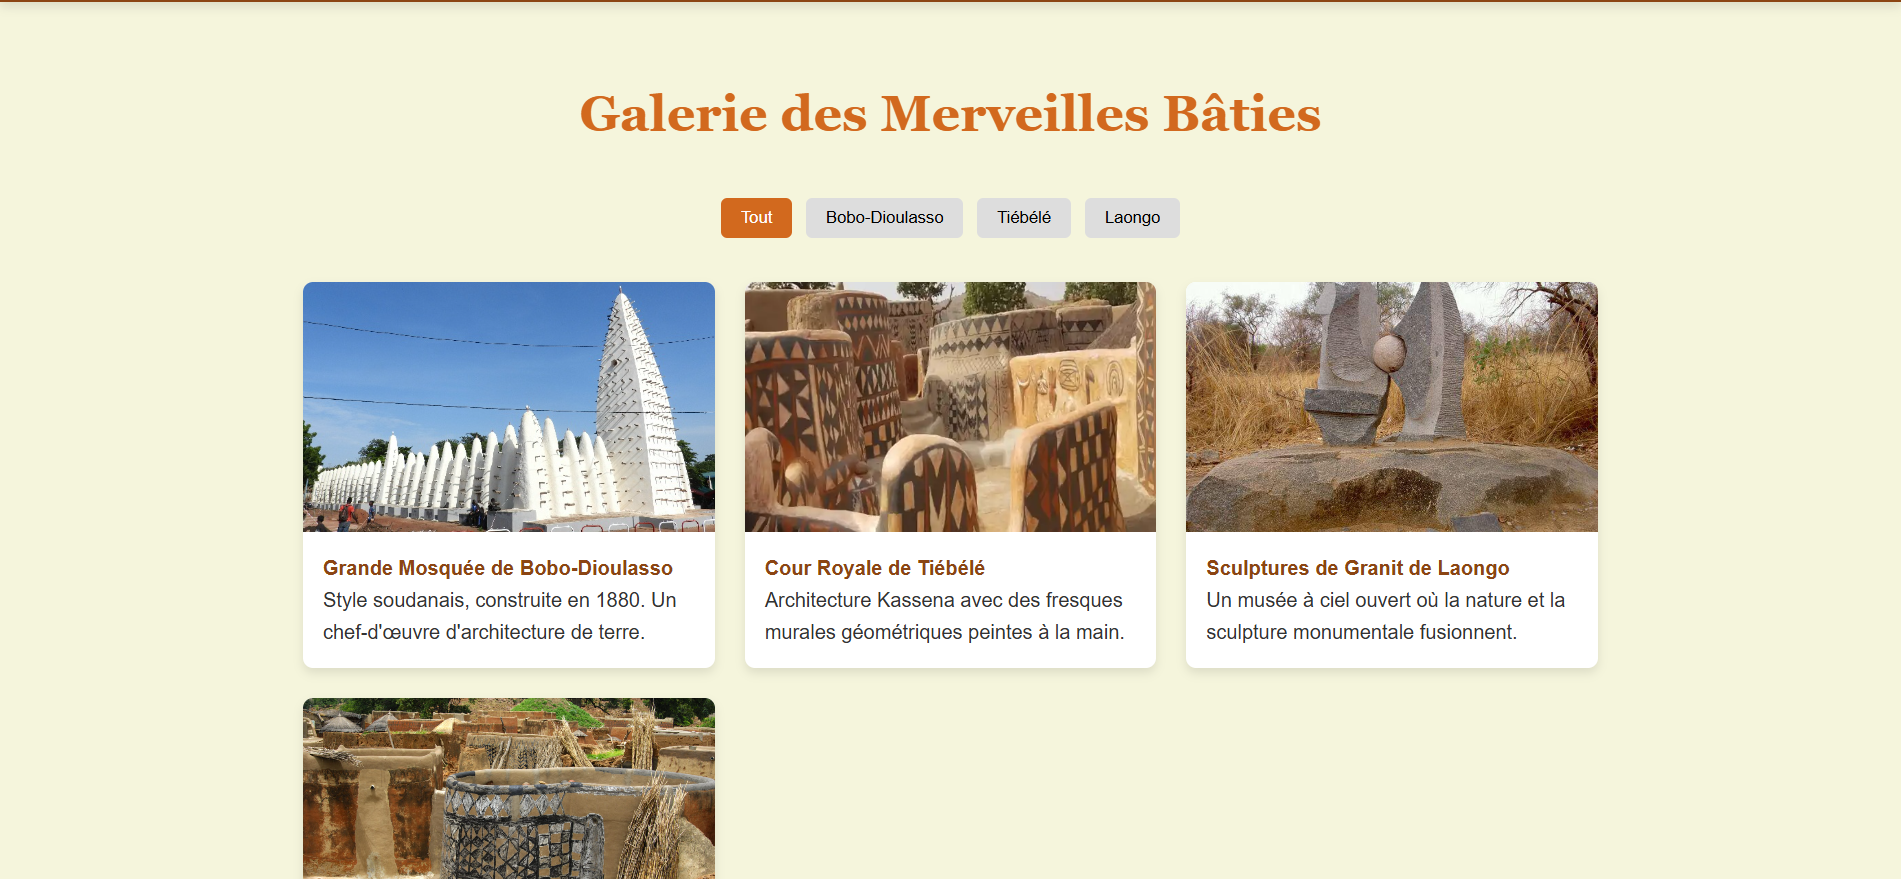 Galerie des Merveilles Bâties
Tout
Bobo-Dioulasso
Tiébélé
Laongo
Grande Mosquée de Bobo-Dioulasso
Style soudanais, construite en 1880. Un
chef-d'œuvre d'architecture de terre.
Cour Royale de Tiébélé
Architecture Kassena avec des fresques
murales géométriques peintes à la main.
Sculptures de Granit de Laongo
Un musée à ciel ouvert où la nature et la
sculpture monumentale fusionnent.